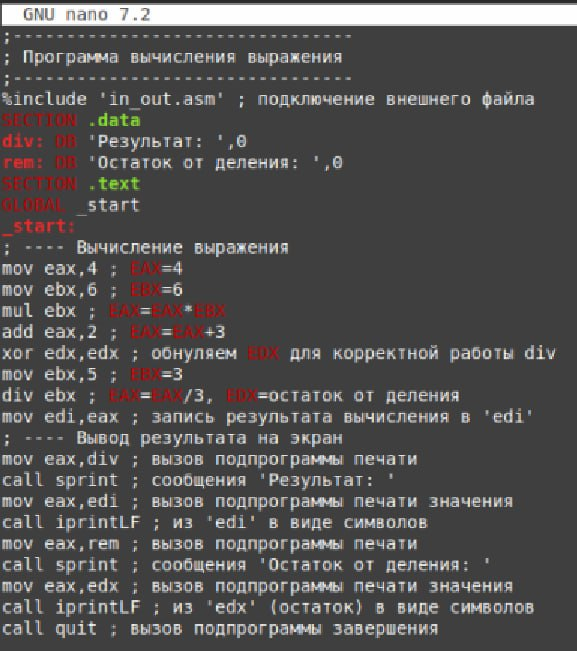 GNU nano 7.2
;--------------------------------
; Программа вычисления выражения
;--------------------------------
%include 'in_out.asm' ; подключение внешнего файла
SECTION .data
div: DB 'Результат: ',0
rem: DB 'Остаток от деления: ',0
SECTION .text
GLOBAL _start
_start:
; ---- Вычисление выражения
mov eax,4 ; EAX=4
mov ebx,6 ; EBX=6
mul ebx ; EAX=EAX*EBX
add eax,2 ; EAX=EAX+3
xor edx,edx ; обнуляем EDX для корректной работы div
mov ebx,5 ; EBX=3
div ebx ; EAX=EAX/3, EDX=остаток от деления
mov edi,eax ; запись результата вычисления в 'edi'
; ---- Вывод результата на экран
mov eax,div ; вызов подпрограммы печати
call sprint ; сообщения 'Результат: '
mov eax,edi ; вызов подпрограммы печати значения
call iprintLF ; из 'edi' в виде символов
mov eax,rem ; вызов подпрограммы печати
call sprint ; сообщения 'Остаток от деления: '
mov eax,edx ; вызов подпрограммы печати значения
call iprintLF ; из 'edx' (остаток) в виде символов
call quit ; вызов подпрограммы завершения